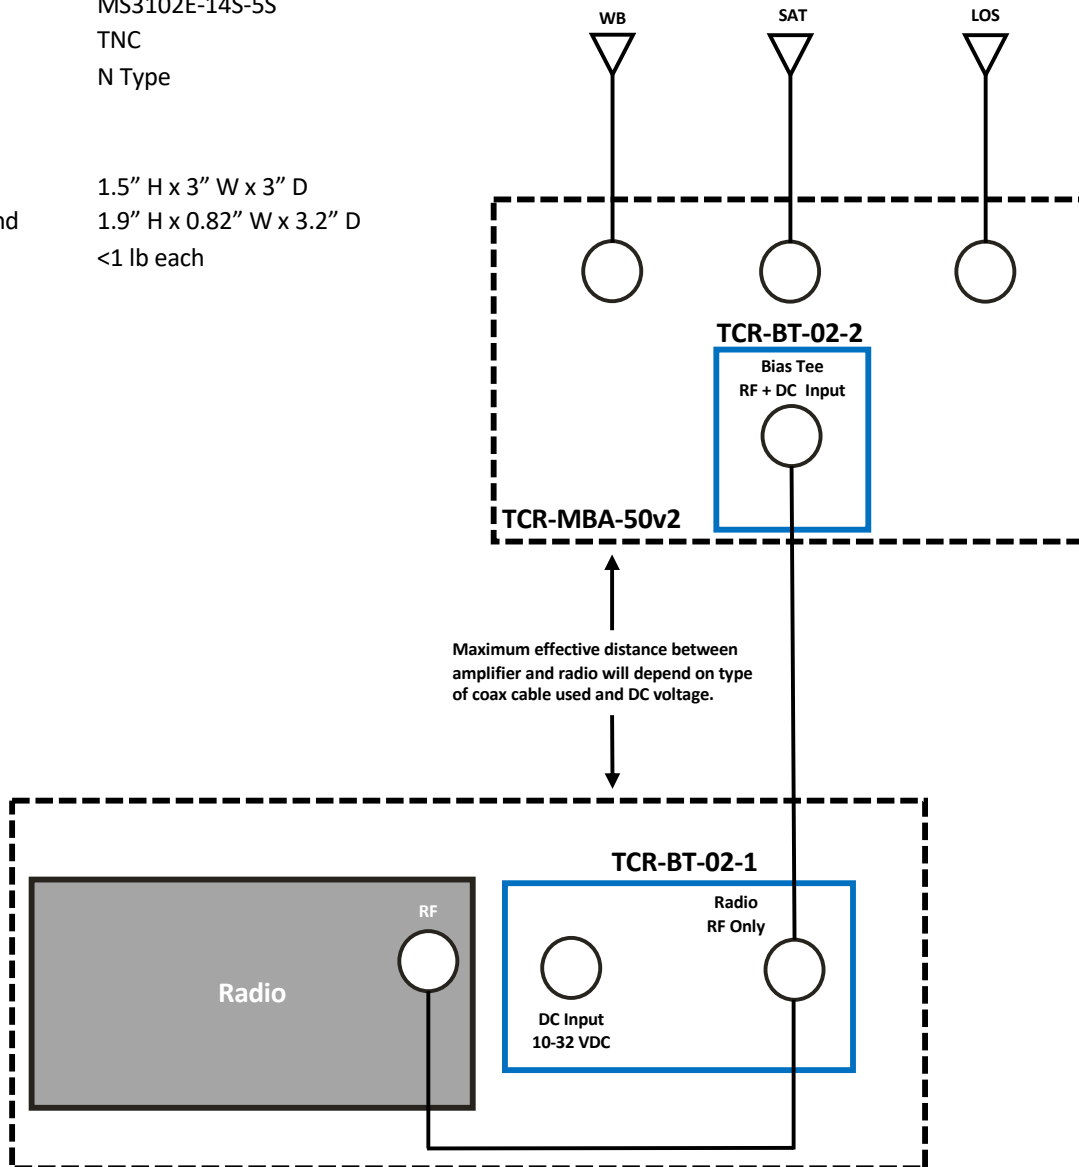 MS3102E-14S-5S
TNC
N Type
1.5” H x 3” W x 3” D
nd 1.9” H x 0.82” W x 3.2” D
<1 lb each
WB SAT LOS
TCR-BT-02-2
Bias Tee
RF + DC Input
TCR-MBA-50v2
Maximum effective distance between
amplifier and radio will depend on type
of coax cable used and DC voltage.
TCR-BT-02-1
Radio
RF Only
RF
Radio
DC Input
10-32 VDC